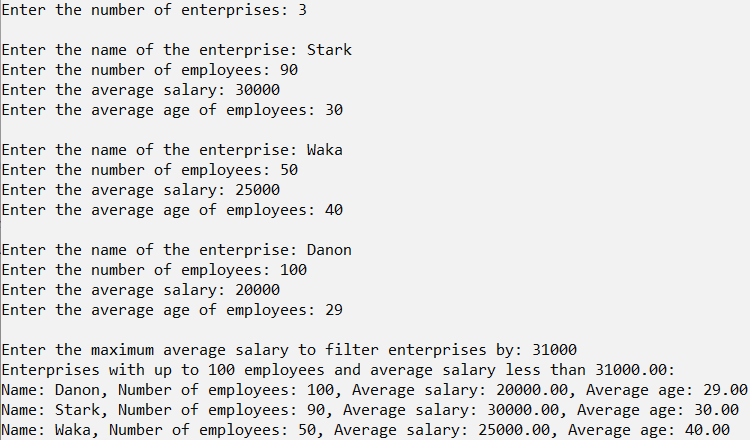 Enter the number of enterprises: 3
Enter the name of the enterprise: Stark
Enter the number of employees: 90
Enter the average salary: 30000
Enter the average age of employees: 30
Enter the name of the enterprise: Waka
Enter the number of employees: 50
Enter the average salary: 25000
Enter the average age of employees: 40
Enter the name of the enterprise: Danon
Enter the number of employees: 100
Enter the average salary: 20000
Enter the average age of employees: 29
Enter the maximum average salary to filter enterprises by: 31000
Enterprises with up to 100 employees and average salary less than 31000.00:
Name: Danon, Number of employees: 100, Average salary: 20000.00, Average age: 29.00
Name: Stark, Number of employees: 90, Average salary: 30000.00, Average age: 30.00
Name: Waka, Number of employees: 50, Average salary: 25000.00, Average age: 40.00